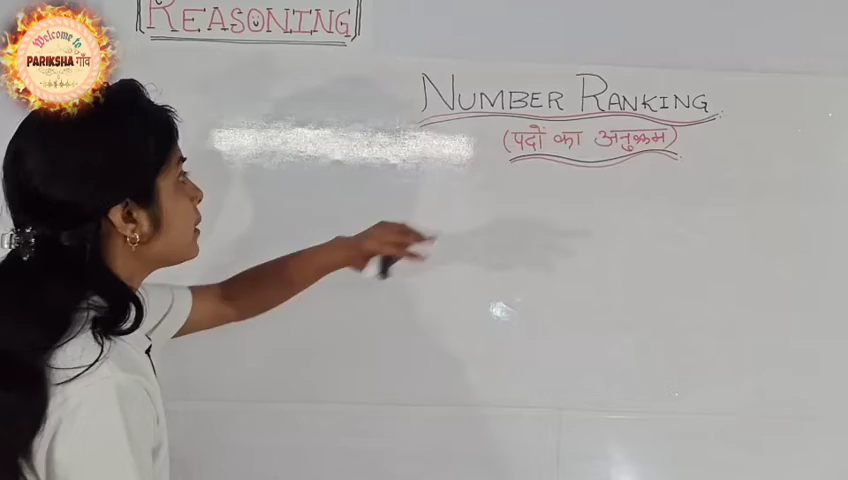 REASONING
Welcome to
PARIKSHA गाँव
NUMBER RANKING
(पदों का अनुक्रम)